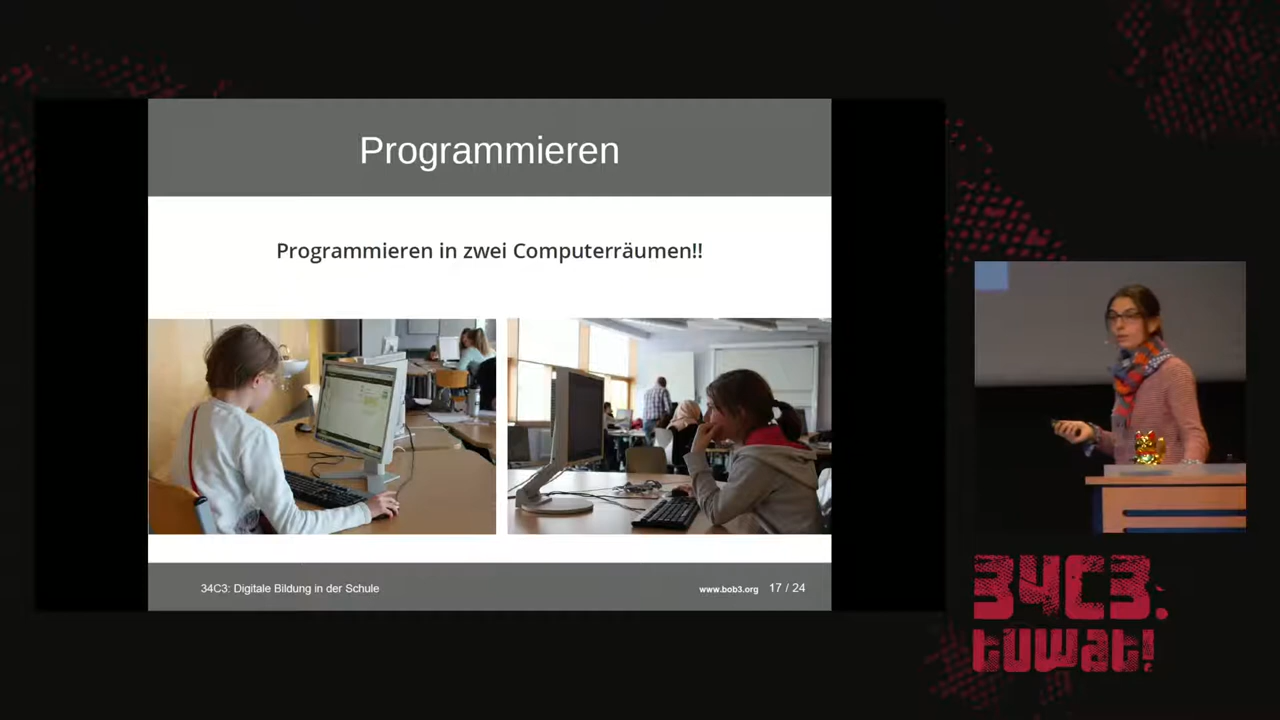 Programmieren
Programmieren in zwei Computerräumen!!
34C3: Digitale Bildung in der Schule
www.bob3.org
17 / 24
34C3.
tuwat!